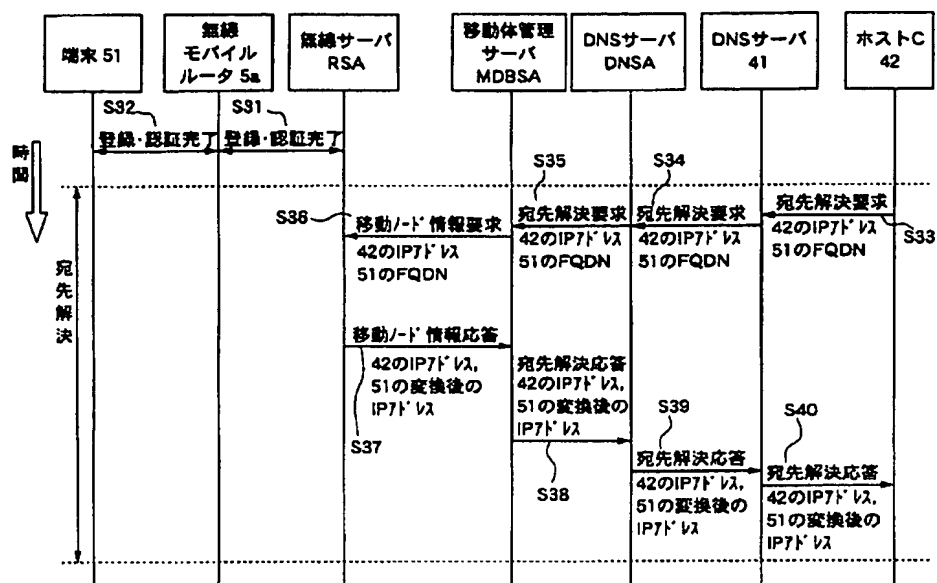 端末 51
無線
モバイル
ルータ 5a
無線サーバ
RSA
移動体管理
サーバ
MDBSA
DNSサーバ
DNSA
DNSサーバ
41
ホストC
42
S32
S31
登録・認証完了
登録・認証完了
時間
S35
S34
宛先解決要求
42のIPアドレス
51のFQDN
S33
宛先解決要求
42のIPアドレス
51のFQDN
宛先解決要求
42のIPアドレス
51のFQDN
S36
移動ノード情報要求
42のIPアドレス
51のFQDN
宛先解決
移動ノード情報応答
42のIPアドレス,
51の変換後の
IPアドレス
S37
宛先解決応答
42のIPアドレス,
51の変換後の
IPアドレス
S38
S39
宛先解決応答
42のIPアドレス,
51の変換後の
IPアドレス
S40
宛先解決応答
42のIPアドレス,
51の変換後の
IPアドレス